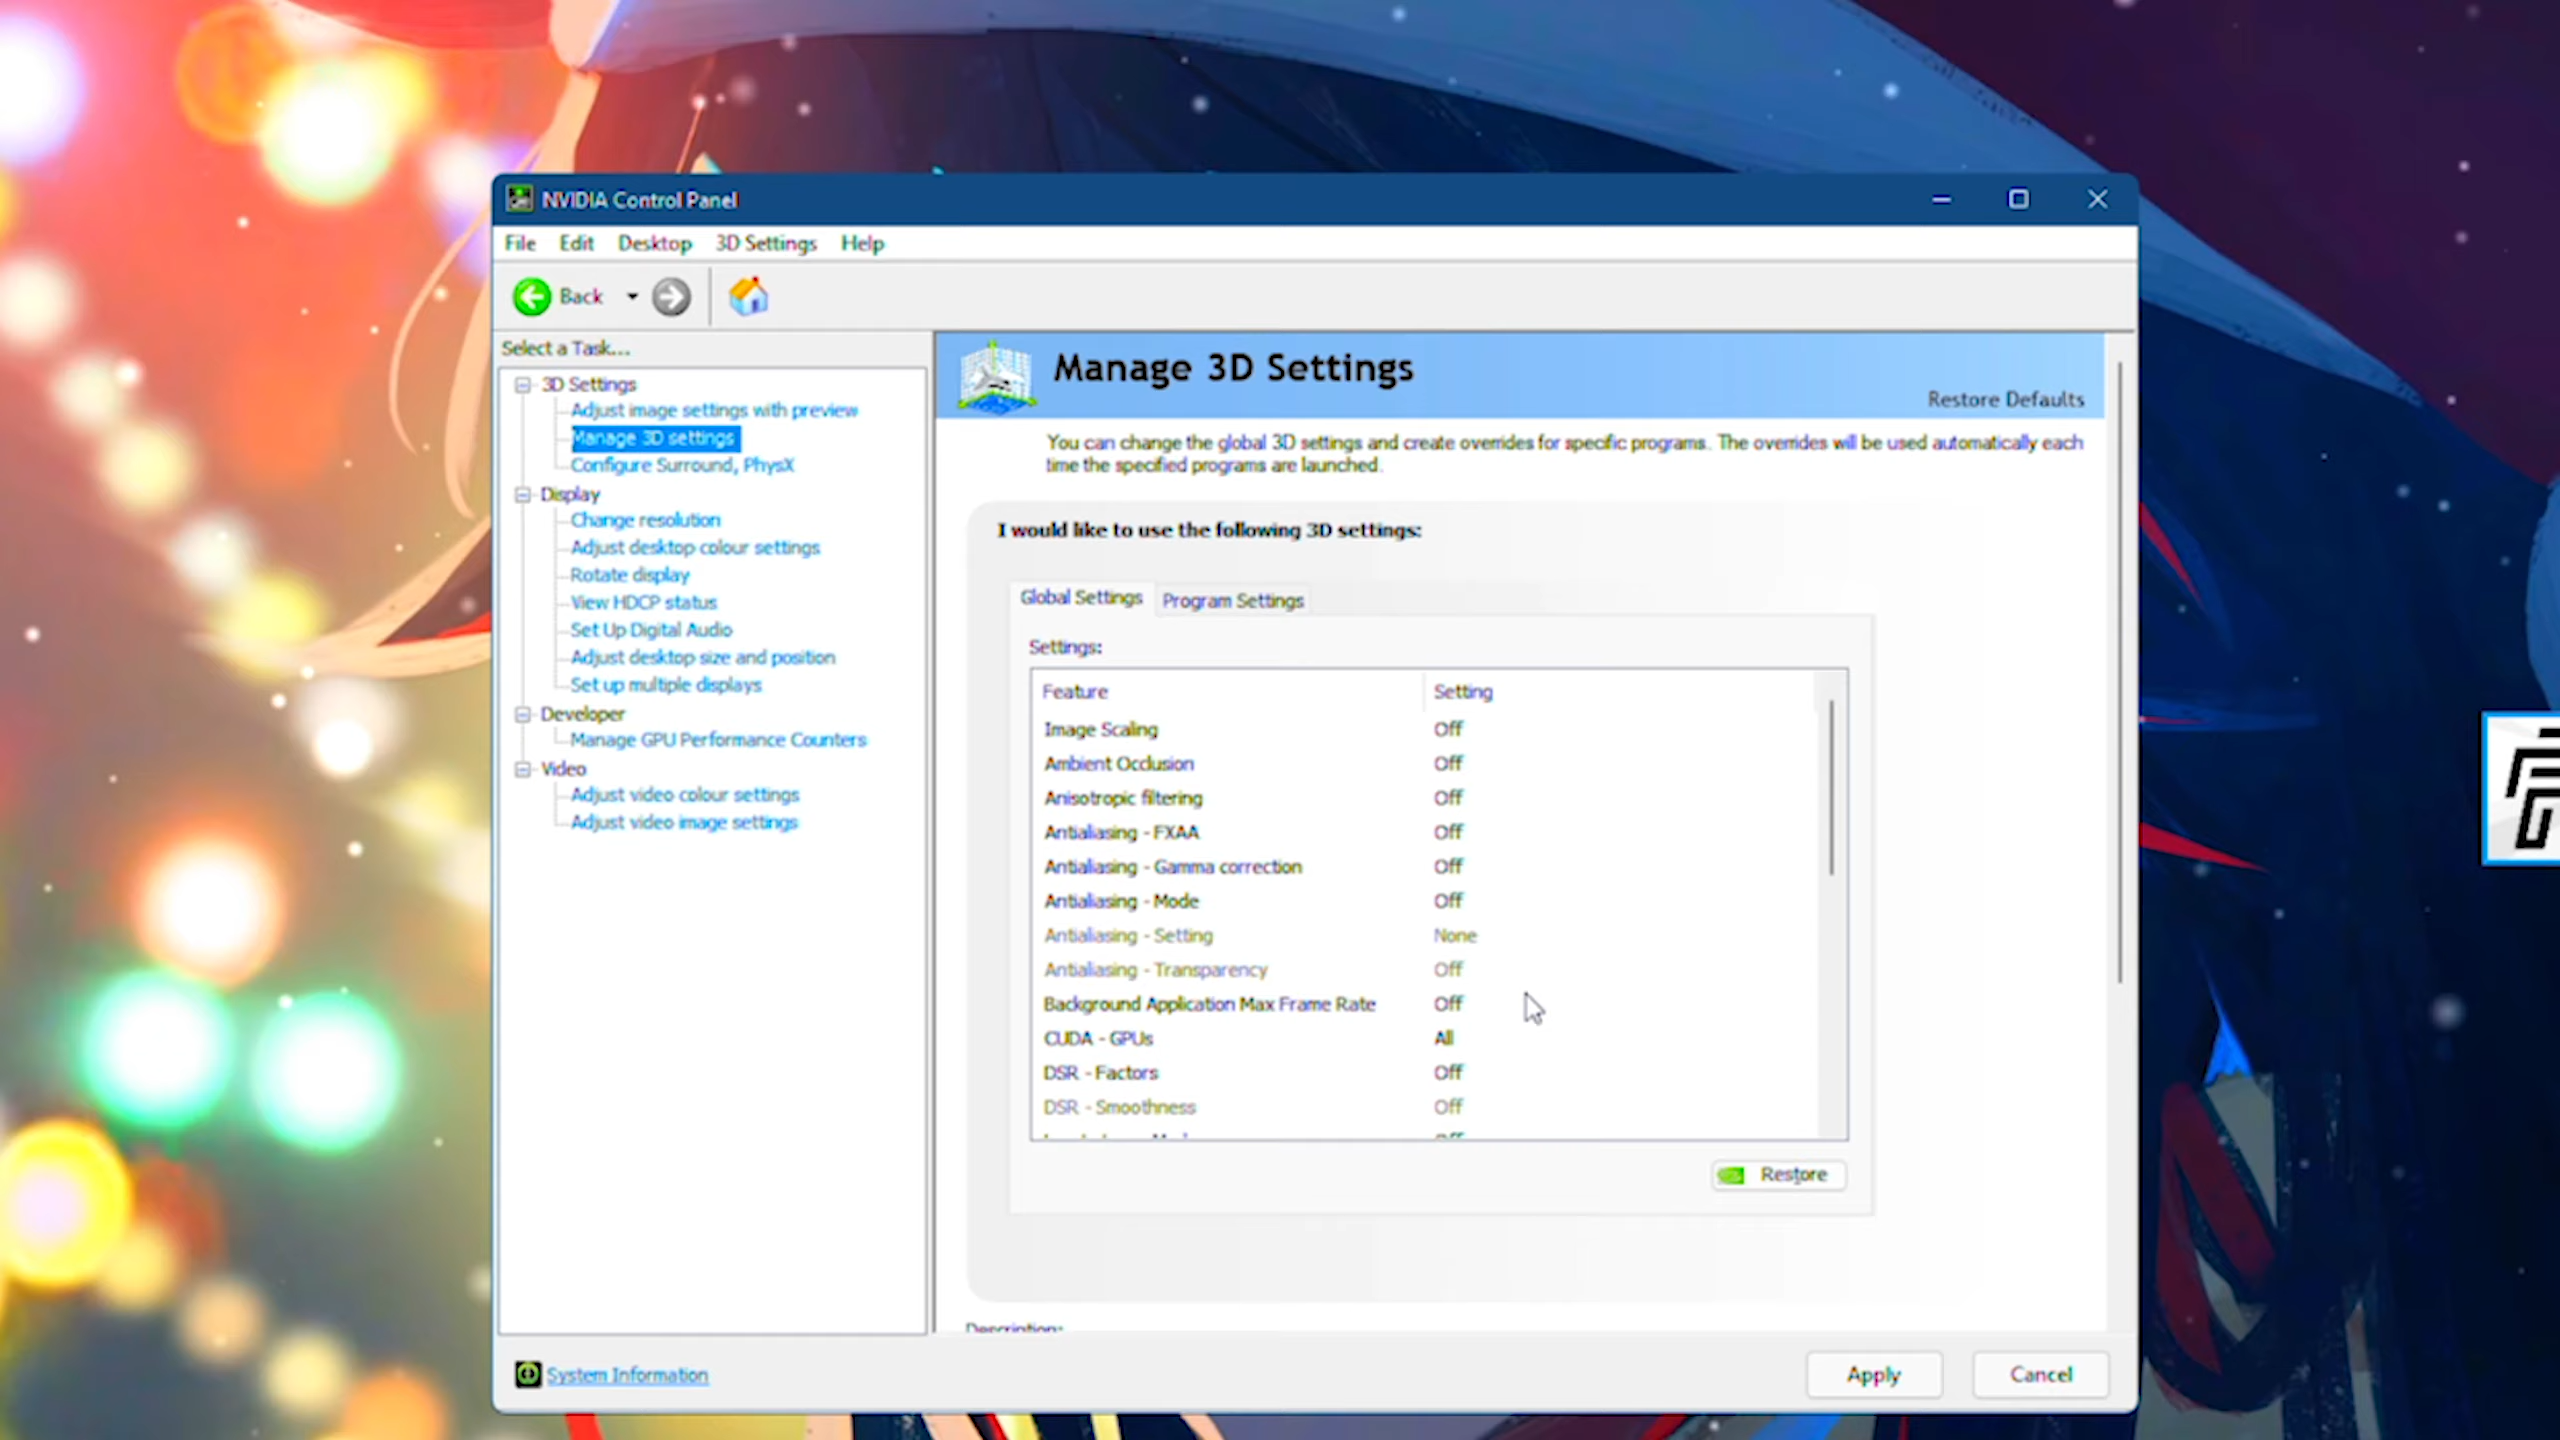 NVIDIA Control Panel
File Edit Desktop 3D Settings Help
Back
Select a Task...
3D Settings
Adjust image settings with preview
Manage 3D settings
Configure Surround, PhysX
Display
Change resolution
Adjust desktop colour settings
Rotate display
View HDCP status
Set Up Digital Audio
Adjust desktop size and position
Set up multiple displays
Developer
Manage GPU Performance Counters
Video
Adjust video colour settings
Adjust video image settings
Manage 3D Settings
Restore Defaults
You can change the global 3D settings and create overrides for specific programs. The overrides will be used automatically each
time the specified programs are launched.
I would like to use the following 3D settings:
Global Settings Program Settings
Settings:
Feature Setting
Image Scaling Off
Ambient Occlusion Off
Anisotropic filtering Off
Antialiasing - FXAA Off
Antialiasing - Gamma correction Off
Antialiasing - Mode Off
Antialiasing - Setting None
Antialiasing - Transparency Off
Background Application Max Frame Rate Off
CUDA - GPUs All
DSR - Factors Off
DSR - Smoothness Off
Restore
Description:
System Information
Apply Cancel